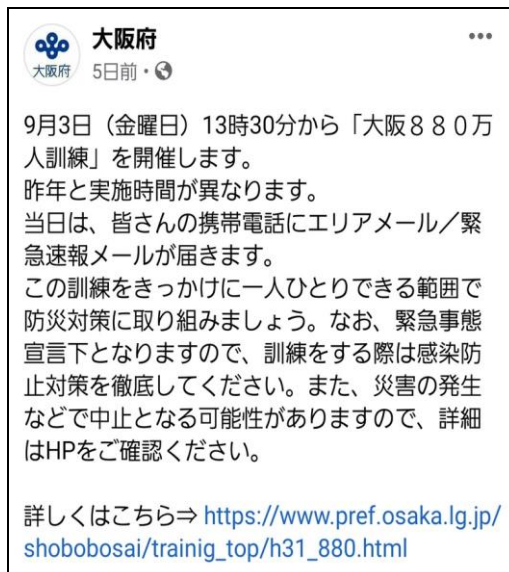 大阪府
大阪府
5日前・
9月3日（金曜日）13時30分から「大阪８８０万
人訓練」を開催します。
昨年と実施時間が異なります。
当日は、皆さんの携帯電話にエリアメール／緊
急速報メールが届きます。
この訓練をきっかけに一人ひとりできる範囲で
防災対策に取り組みましょう。なお、緊急事態
宣言下となりますので、訓練をする際は感染防
止対策を徹底してください。また、災害の発生
などで中止となる可能性がありますので、詳細
はHPをご確認ください。
詳しくはこちら⇒ https://www.pref.osaka.lg.jp/
shobobosai/trainig_top/h31_880.html